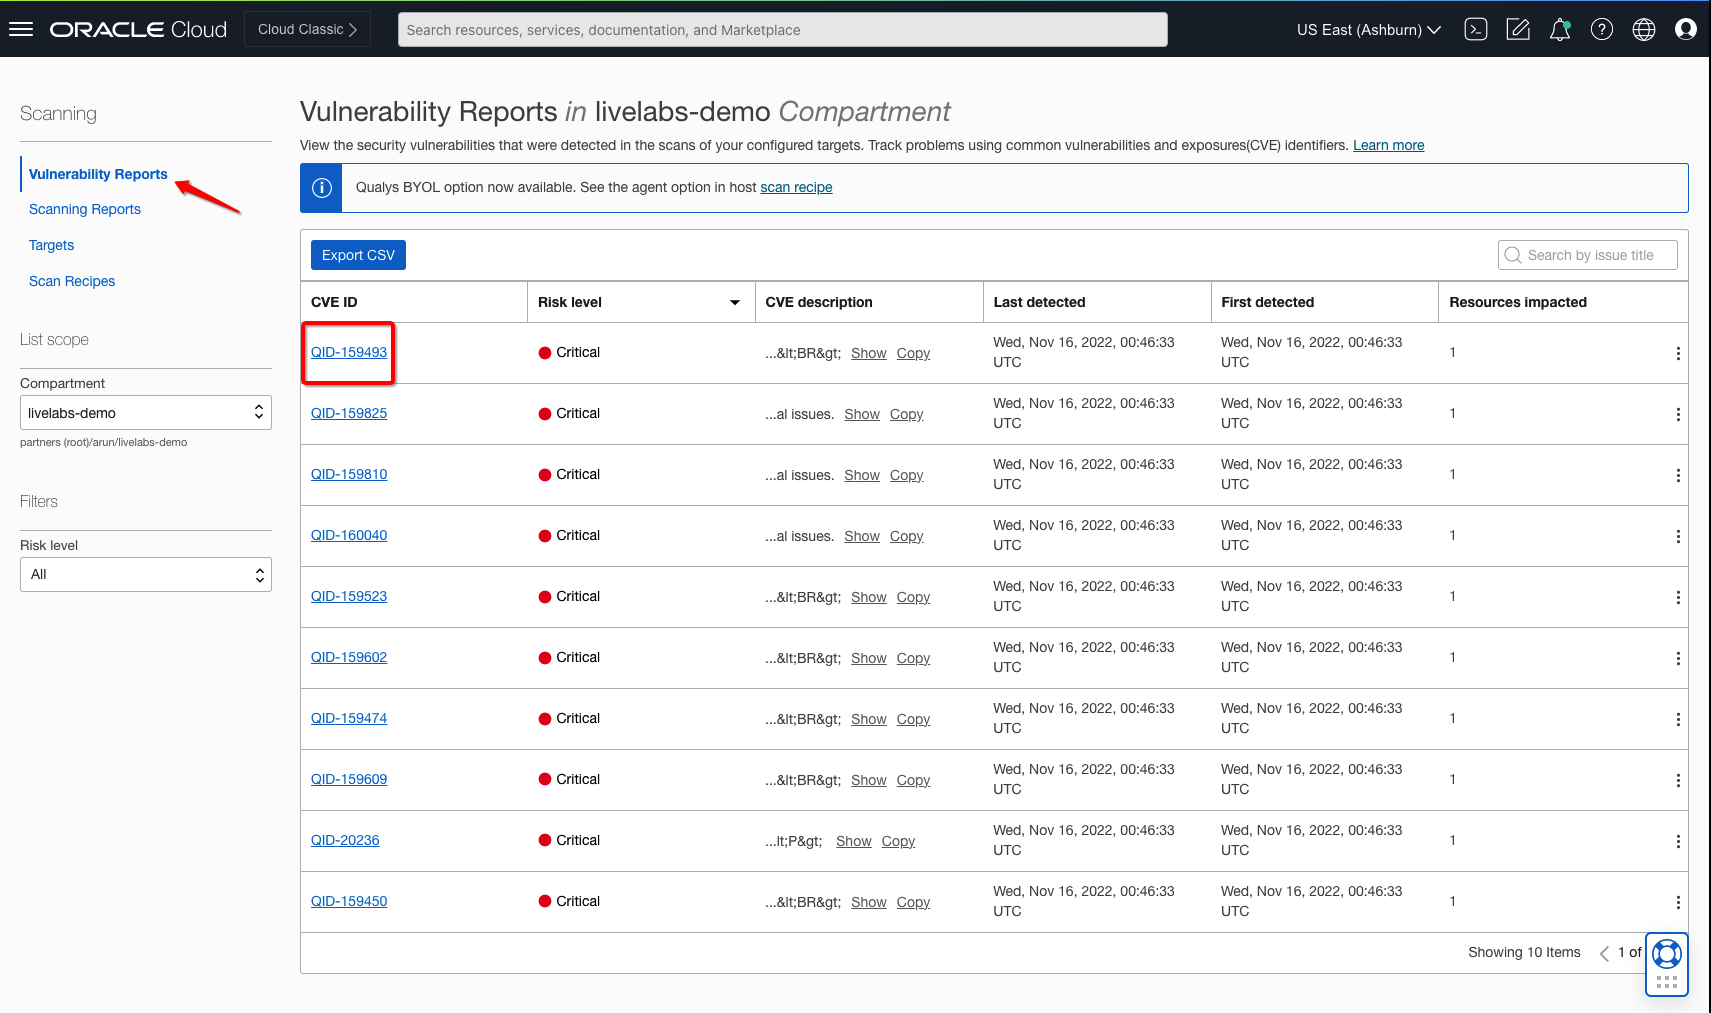 ORACLE Cloud
Cloud Classic
Search resources, services, documentation, and Marketplace
US East (Ashburn)
Scanning
Vulnerability Reports
Scanning Reports
Targets
Scan Recipes
List scope
Compartment
livelabs-demo
partners (root)/arun/livelabs-demo
Filters
Risk level
All
Vulnerability Reports in livelabs-demo Compartment
View the security vulnerabilities that were detected in the scans of your configured targets. Track problems using common vulnerabilities and exposures(CVE) identifiers. Learn more
Qualys BYOL option now available. See the agent option in host scan recipe
Export CSV
Search by issue title
CVE ID Risk level CVE description Last detected First detected Resources impacted
QID-159493 Critical ...&lt;BR&gt; Show Copy Wed, Nov 16, 2022, 00:46:33 UTC Wed, Nov 16, 2022, 00:46:33 UTC 1
QID-159825 Critical ...al issues. Show Copy Wed, Nov 16, 2022, 00:46:33 UTC Wed, Nov 16, 2022, 00:46:33 UTC 1
QID-159810 Critical ...al issues. Show Copy Wed, Nov 16, 2022, 00:46:33 UTC Wed, Nov 16, 2022, 00:46:33 UTC 1
QID-160040 Critical ...al issues. Show Copy Wed, Nov 16, 2022, 00:46:33 UTC Wed, Nov 16, 2022, 00:46:33 UTC 1
QID-159523 Critical ...&lt;BR&gt; Show Copy Wed, Nov 16, 2022, 00:46:33 UTC Wed, Nov 16, 2022, 00:46:33 UTC 1
QID-159602 Critical ...&lt;BR&gt; Show Copy Wed, Nov 16, 2022, 00:46:33 UTC Wed, Nov 16, 2022, 00:46:33 UTC 1
QID-159474 Critical ...&lt;BR&gt; Show Copy Wed, Nov 16, 2022, 00:46:33 UTC Wed, Nov 16, 2022, 00:46:33 UTC 1
QID-159609 Critical ...&lt;BR&gt; Show Copy Wed, Nov 16, 2022, 00:46:33 UTC Wed, Nov 16, 2022, 00:46:33 UTC 1
QID-20236 Critical ...lt;P&gt; Show Copy Wed, Nov 16, 2022, 00:46:33 UTC Wed, Nov 16, 2022, 00:46:33 UTC 1
QID-159450 Critical ...&lt;BR&gt; Show Copy Wed, Nov 16, 2022, 00:46:33 UTC Wed, Nov 16, 2022, 00:46:33 UTC 1
Showing 10 Items 1 of